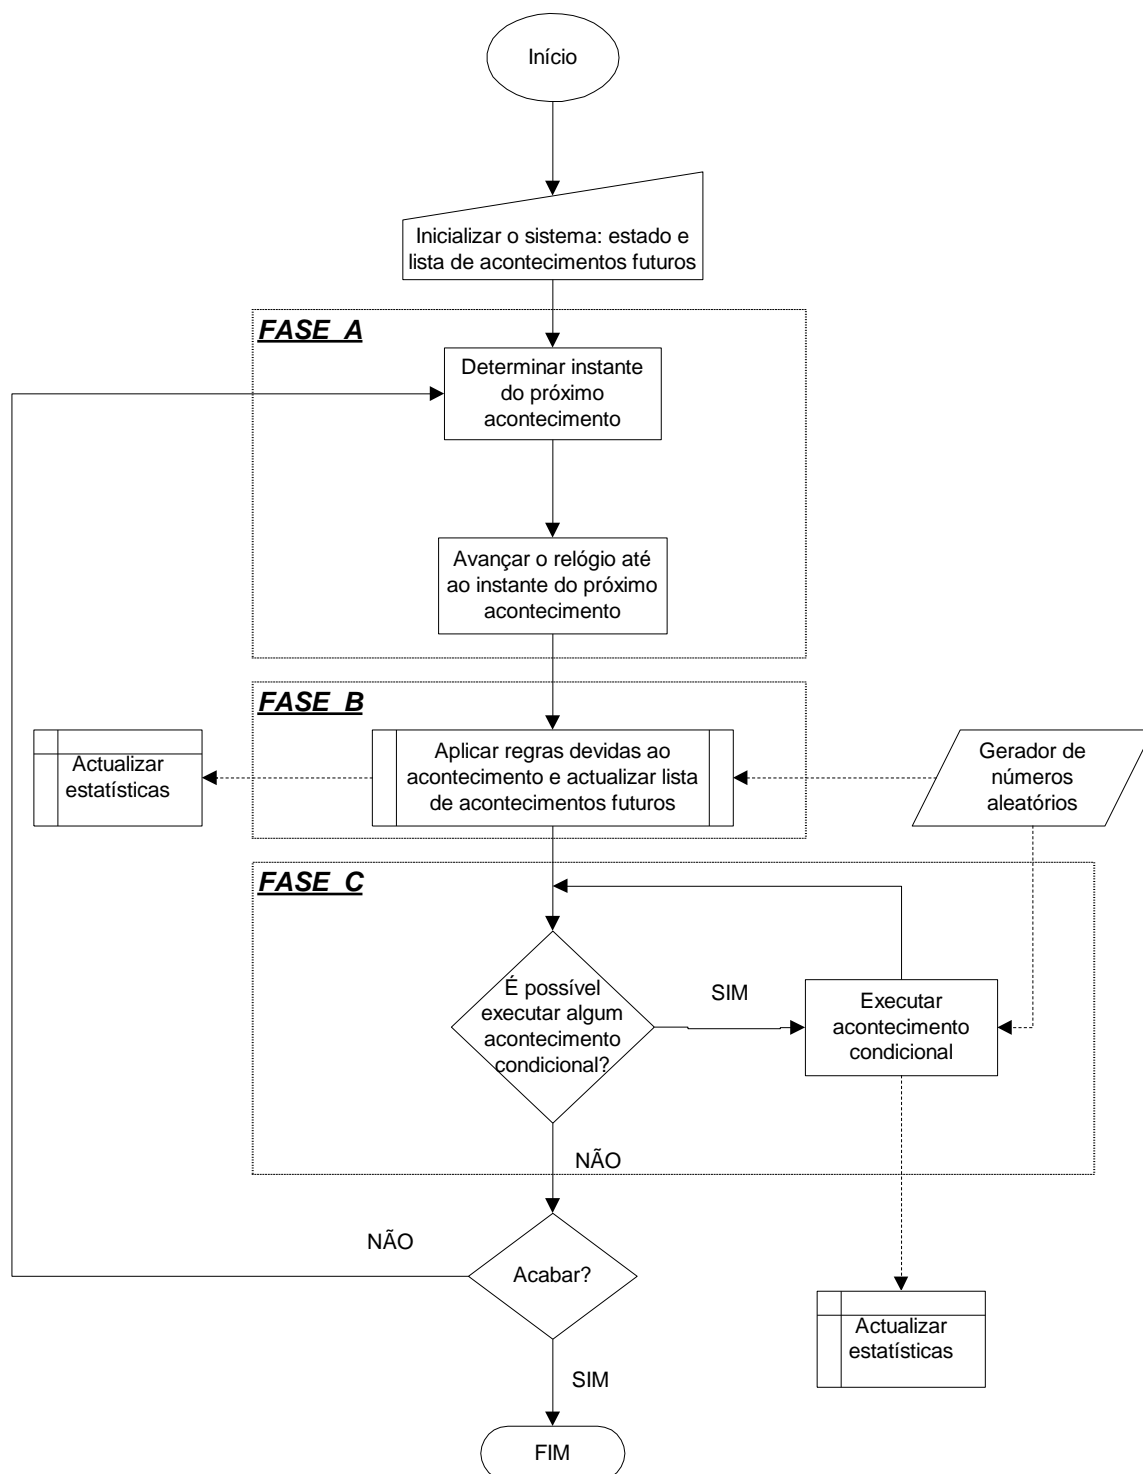 Início
Inicializar o sistema: estado e
lista de acontecimentos futuros
FASE A
Determinar instante
do próximo
acontecimento
Avançar o relógio até
ao instante do próximo
acontecimento
FASE B
Actualizar
estatísticas
Aplicar regras devidas ao
acontecimento e actualizar lista
de acontecimentos futuros
Gerador de
números
aleatórios
FASE C
É possível
executar algum
acontecimento
condicional?
SIM
Executar
acontecimento
condicional
NÃO
NÃO
Acabar?
Actualizar
estatísticas
SIM
FIM